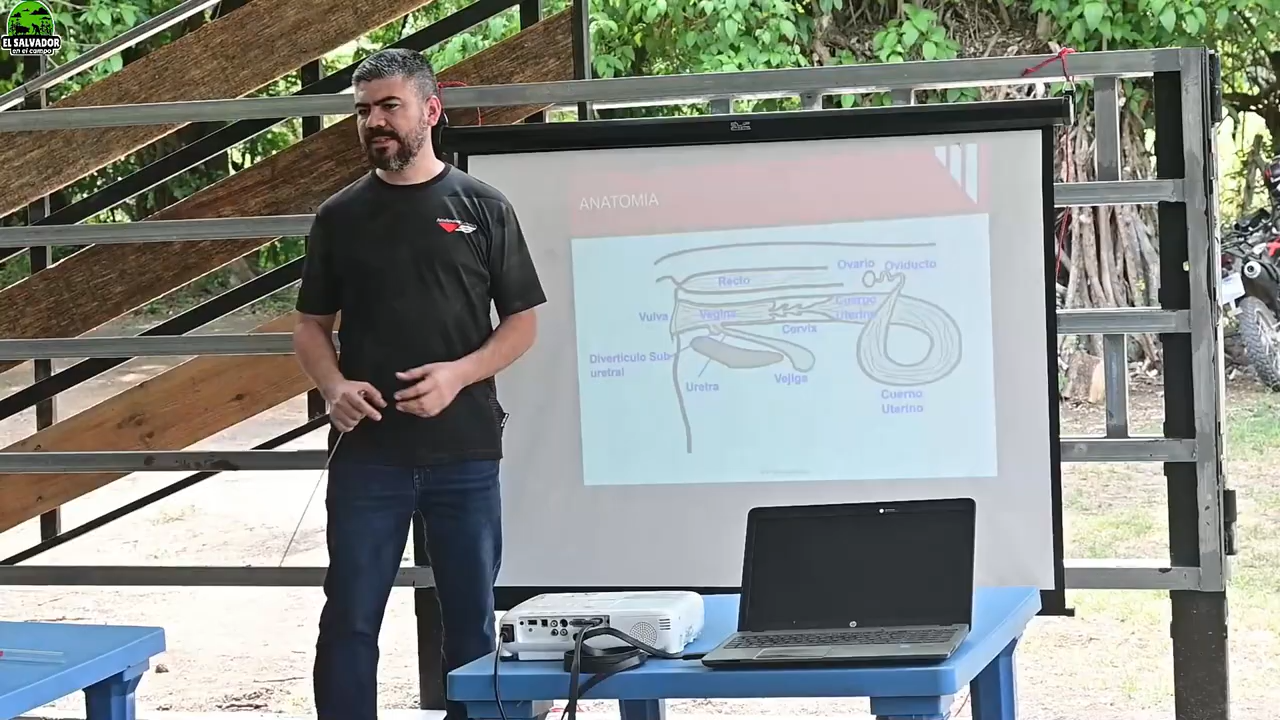 EL SALVADOR
en el campo
ANATOMIA
Ovario
Oviducto
Recto
Cuerpo
Uterino
Vulva
Vagina
Cervix
Diverticulo Sub
uretral
Uretra
Vejiga
Cuerno
Uterino
hp